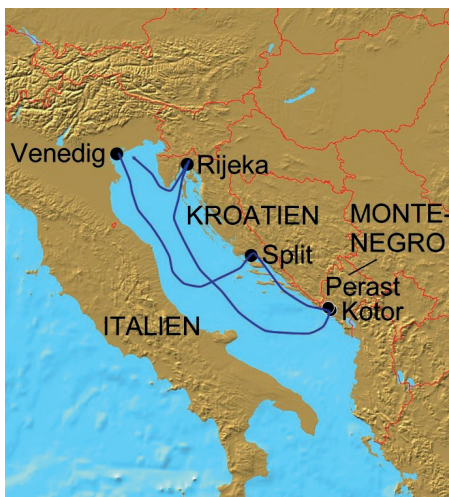 Venedig
Rijeka
KROATIEN
MONTE-
NEGRO
Split
Perast
Kotor
ITALIEN